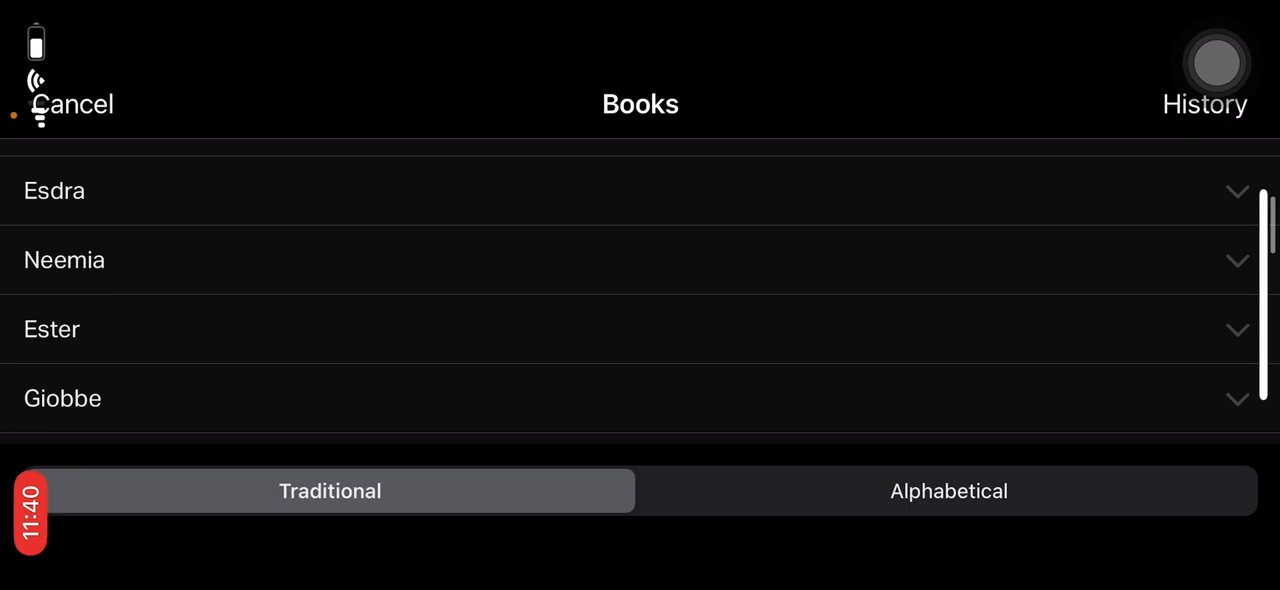 Cancel
Books
History
Esdra
Neemia
Ester
Giobbe
Traditional
Alphabetical
11:40